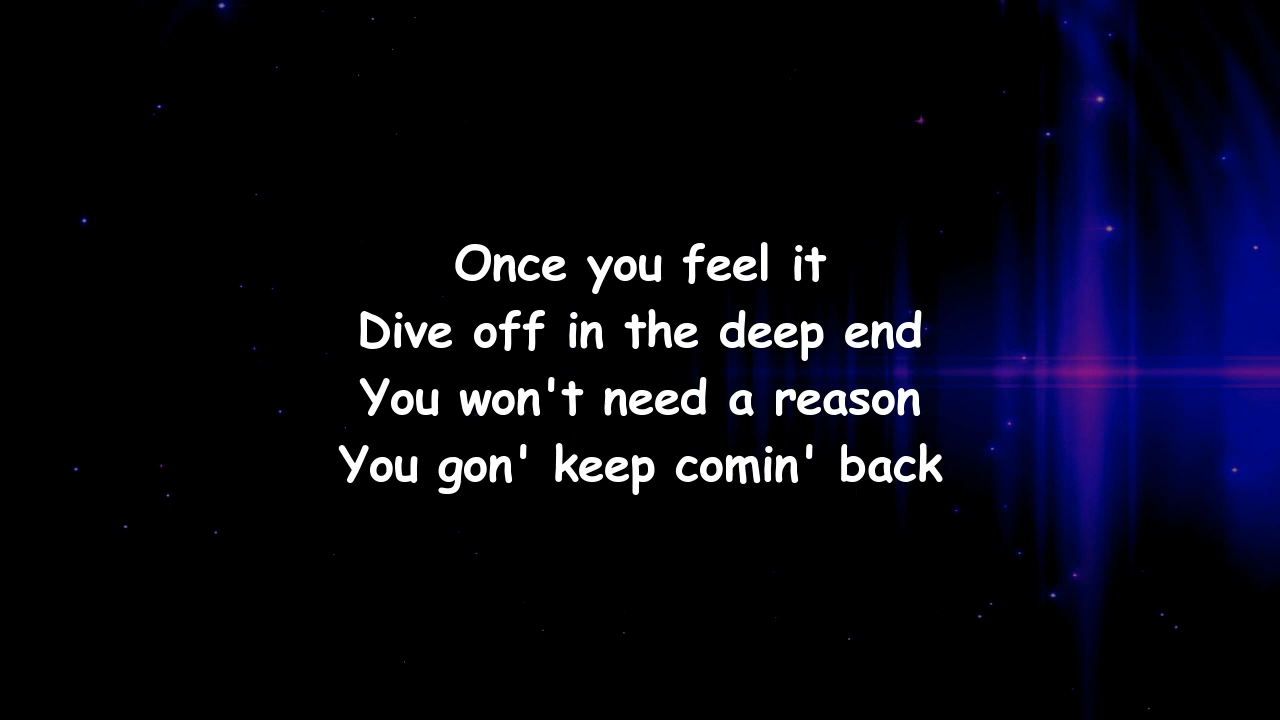 Once you feel it
Dive off in the deep end
You won't need a reason
You gon' keep comin' back